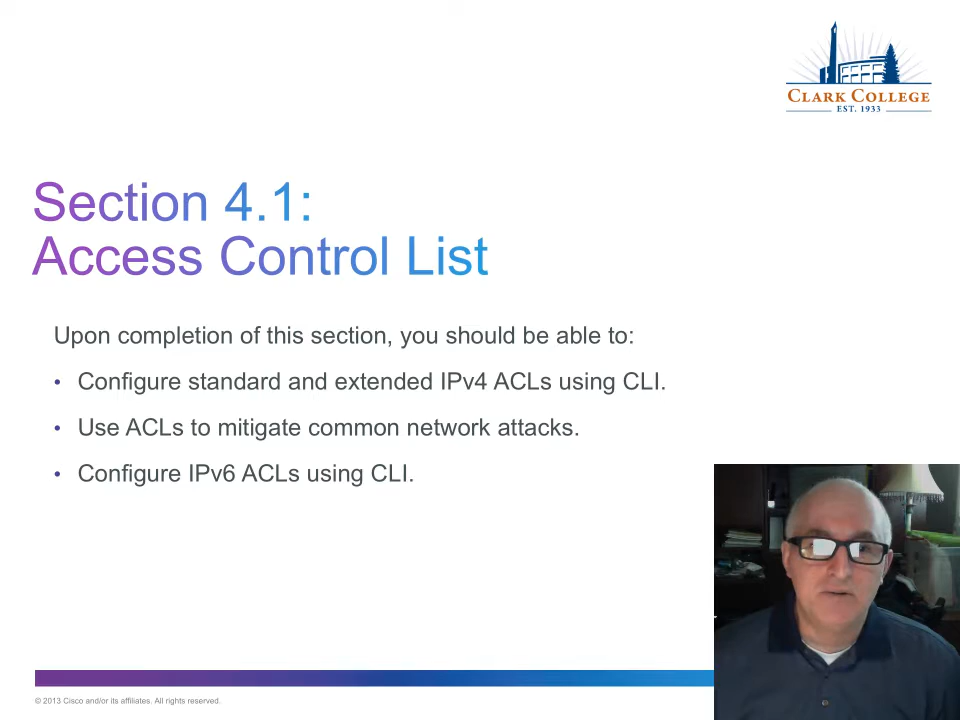 CLARK COLLEGE
EST. 1933
Section 4.1:
Access Control List
Upon completion of this section, you should be able to:
• Configure standard and extended IPv4 ACLs using CLI.
• Use ACLs to mitigate common network attacks.
• Configure IPv6 ACLs using CLI.
© 2013 Cisco and/or its affiliates. All rights reserved.